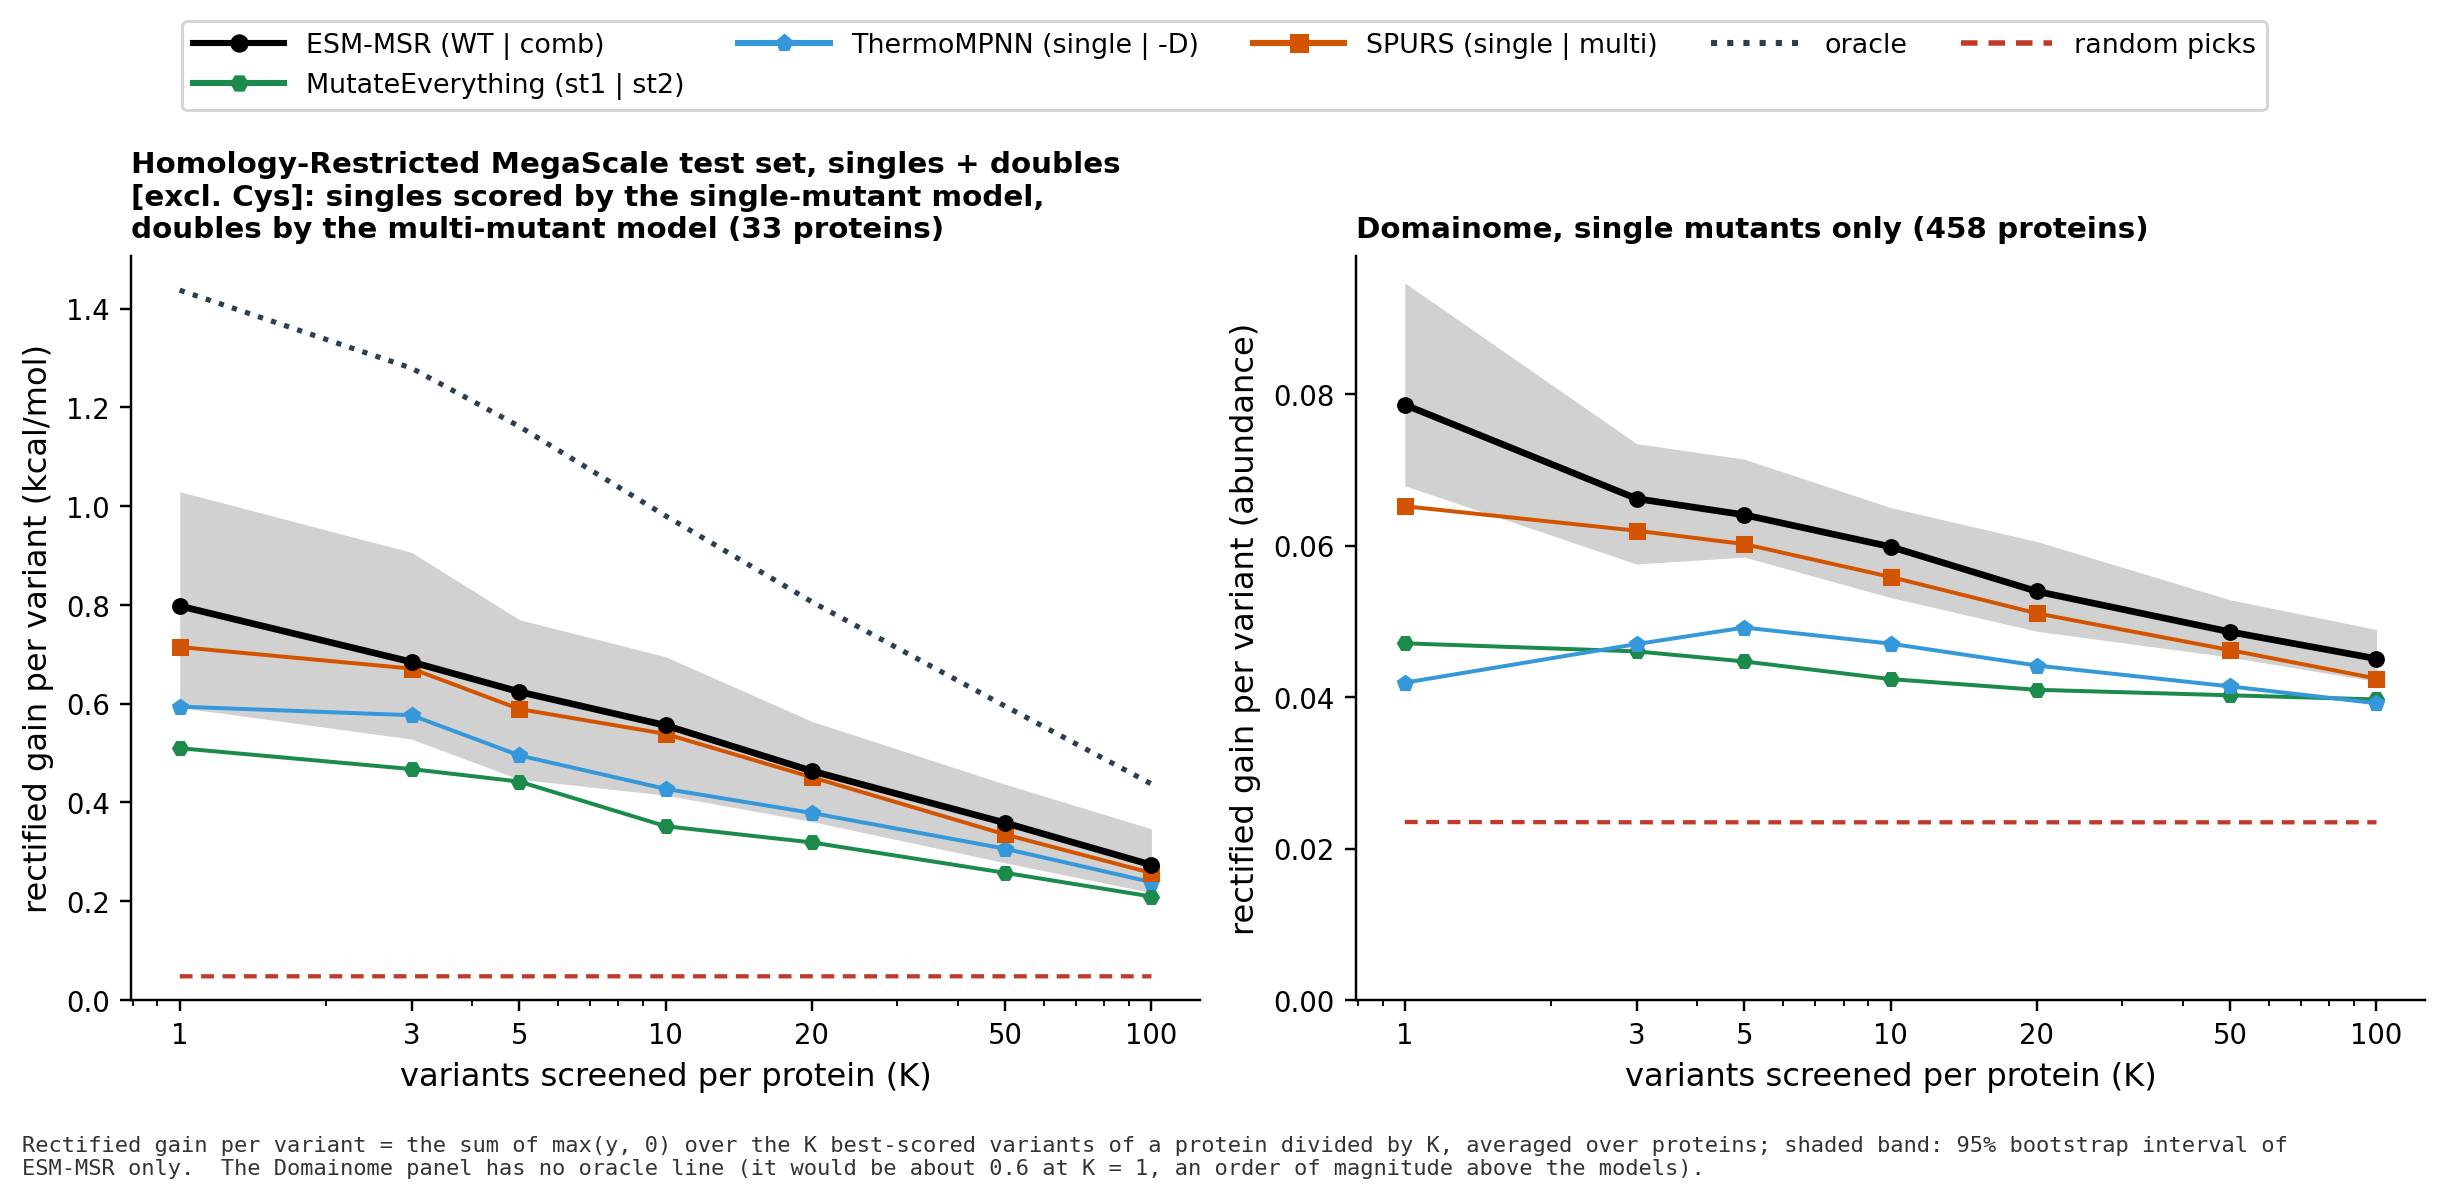 ESM-MSR (WT | comb)
MutateEverything (st1 | st2)
ThermoMPNN (single | -D)
SPURS (single | multi)
oracle
random picks
Homology-Restricted MegaScale test set, singles + doubles
[excl. Cys]: singles scored by the single-mutant model,
doubles by the multi-mutant model (33 proteins)
rectified gain per variant (kcal/mol)
1.4
1.2
1.0
0.8
0.6
0.4
0.2
0.0
1 3 5 10 20 50 100
variants screened per protein (K)
Domainome, single mutants only (458 proteins)
rectified gain per variant (abundance)
0.08
0.06
0.04
0.02
0.00
1 3 5 10 20 50 100
variants screened per protein (K)
Rectified gain per variant = the sum of max(y, 0) over the K best-scored variants of a protein divided by K, averaged over proteins; shaded band: 95% bootstrap interval of
ESM-MSR only.  The Domainome panel has no oracle line (it would be about 0.6 at K = 1, an order of magnitude above the models).